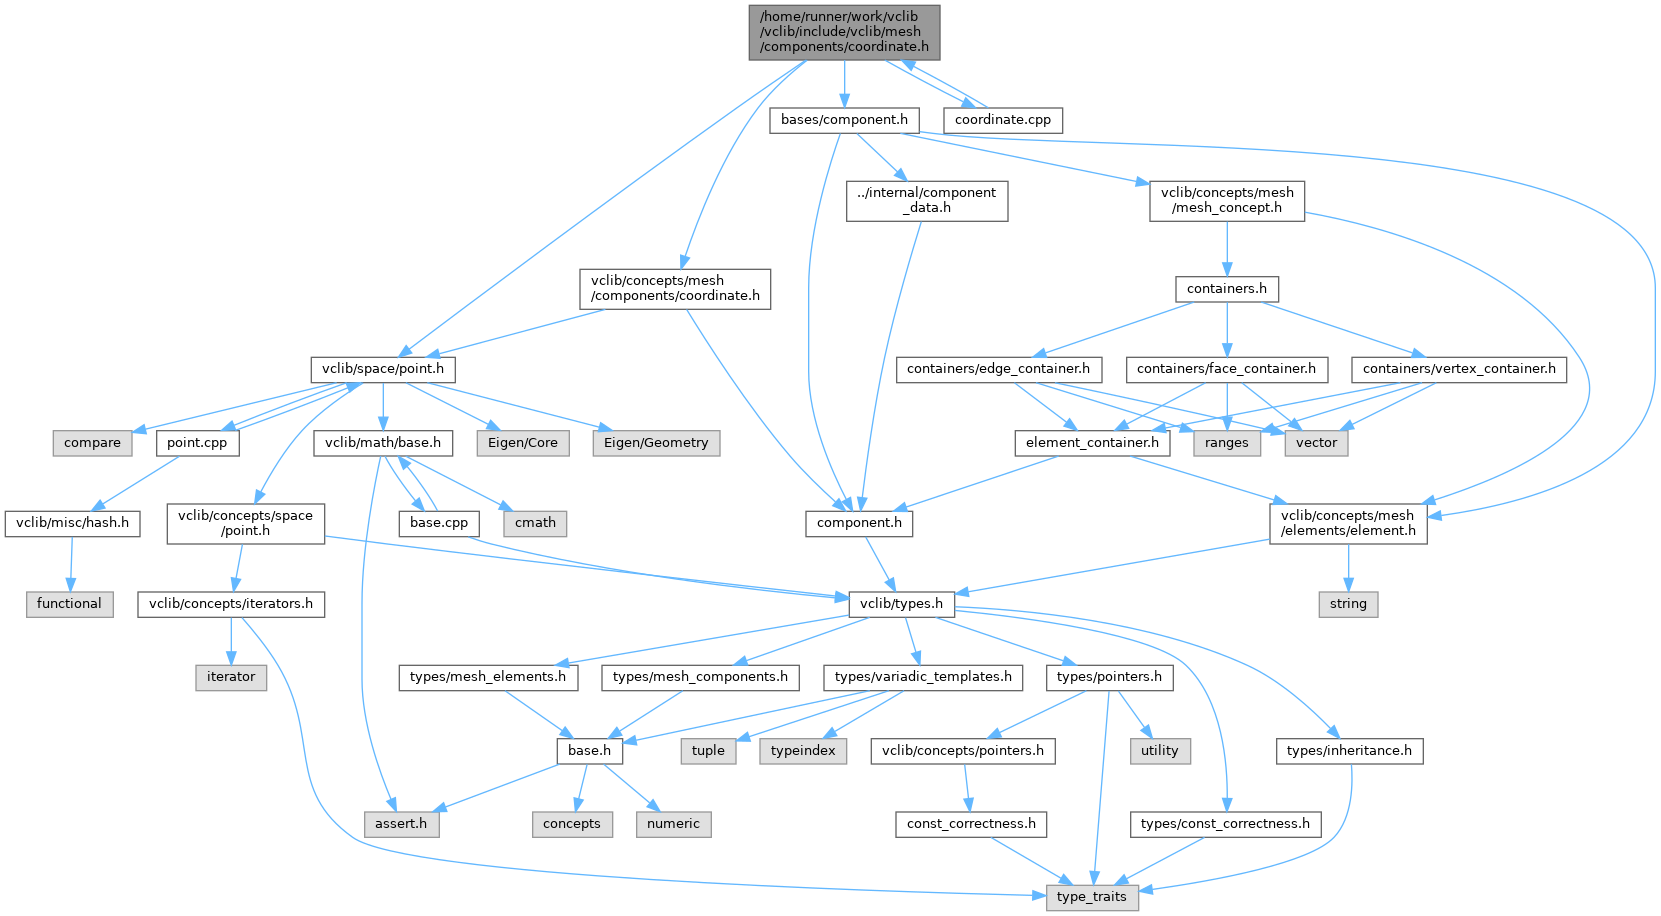 /home/runner/work/vclib
/vclib/include/vclib/mesh
/components/coordinate.h
bases/component.h
coordinate.cpp
../internal/component
_data.h
vclib/concepts/mesh
/mesh_concept.h
vclib/concepts/mesh
/components/coordinate.h
containers.h
vclib/space/point.h
containers/edge_container.h
containers/face_container.h
containers/vertex_container.h
compare
point.cpp
vclib/math/base.h
Eigen/Core
Eigen/Geometry
element_container.h
ranges
vector
vclib/misc/hash.h
vclib/concepts/space
/point.h
base.cpp
cmath
component.h
vclib/concepts/mesh
/elements/element.h
functional
vclib/concepts/iterators.h
vclib/types.h
string
iterator
types/mesh_elements.h
types/mesh_components.h
types/variadic_templates.h
types/pointers.h
base.h
tuple
typeindex
vclib/concepts/pointers.h
utility
types/inheritance.h
assert.h
concepts
numeric
const_correctness.h
types/const_correctness.h
type_traits